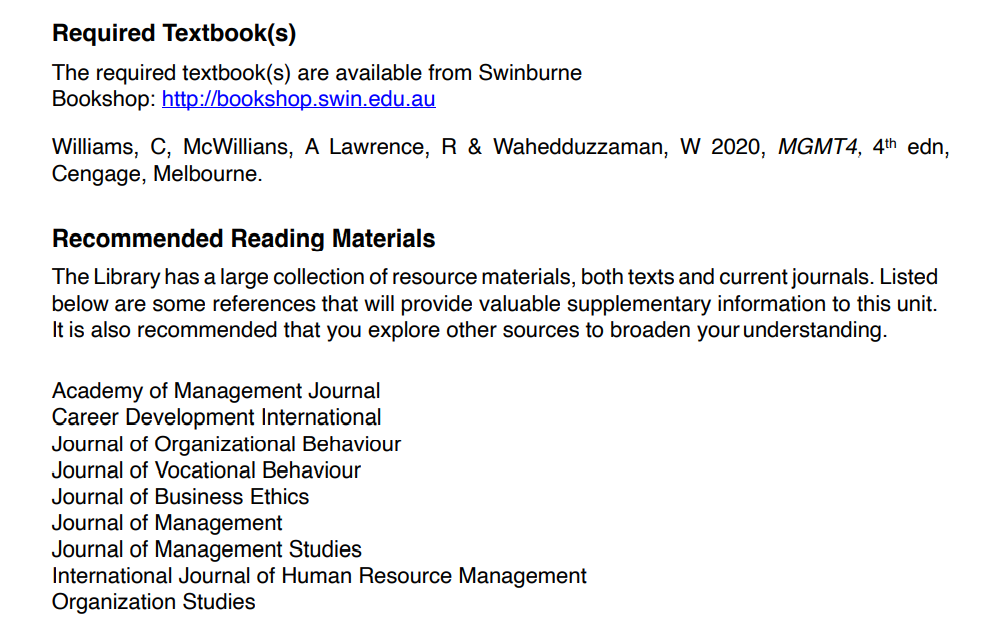 Required Textbook(s)
The required textbook(s) are available from Swinburne
Bookshop: http://bookshop.swin.edu.au
Williams, C, McWillians, A Lawrence, R & Wahedduzzaman, W 2020, MGMT4, 4th edn,
Cengage, Melbourne.
Recommended Reading Materials
The Library has a large collection of resource materials, both texts and current journals. Listed
below are some references that will provide valuable supplementary information to this unit.
It is also recommended that you explore other sources to broaden your understanding.
Academy of Management Journal
Career Development International
Journal of Organizational Behaviour
Journal of Vocational Behaviour
Journal of Business Ethics
Journal of Management
Journal of Management Studies
International Journal of Human Resource Management
Organization Studies